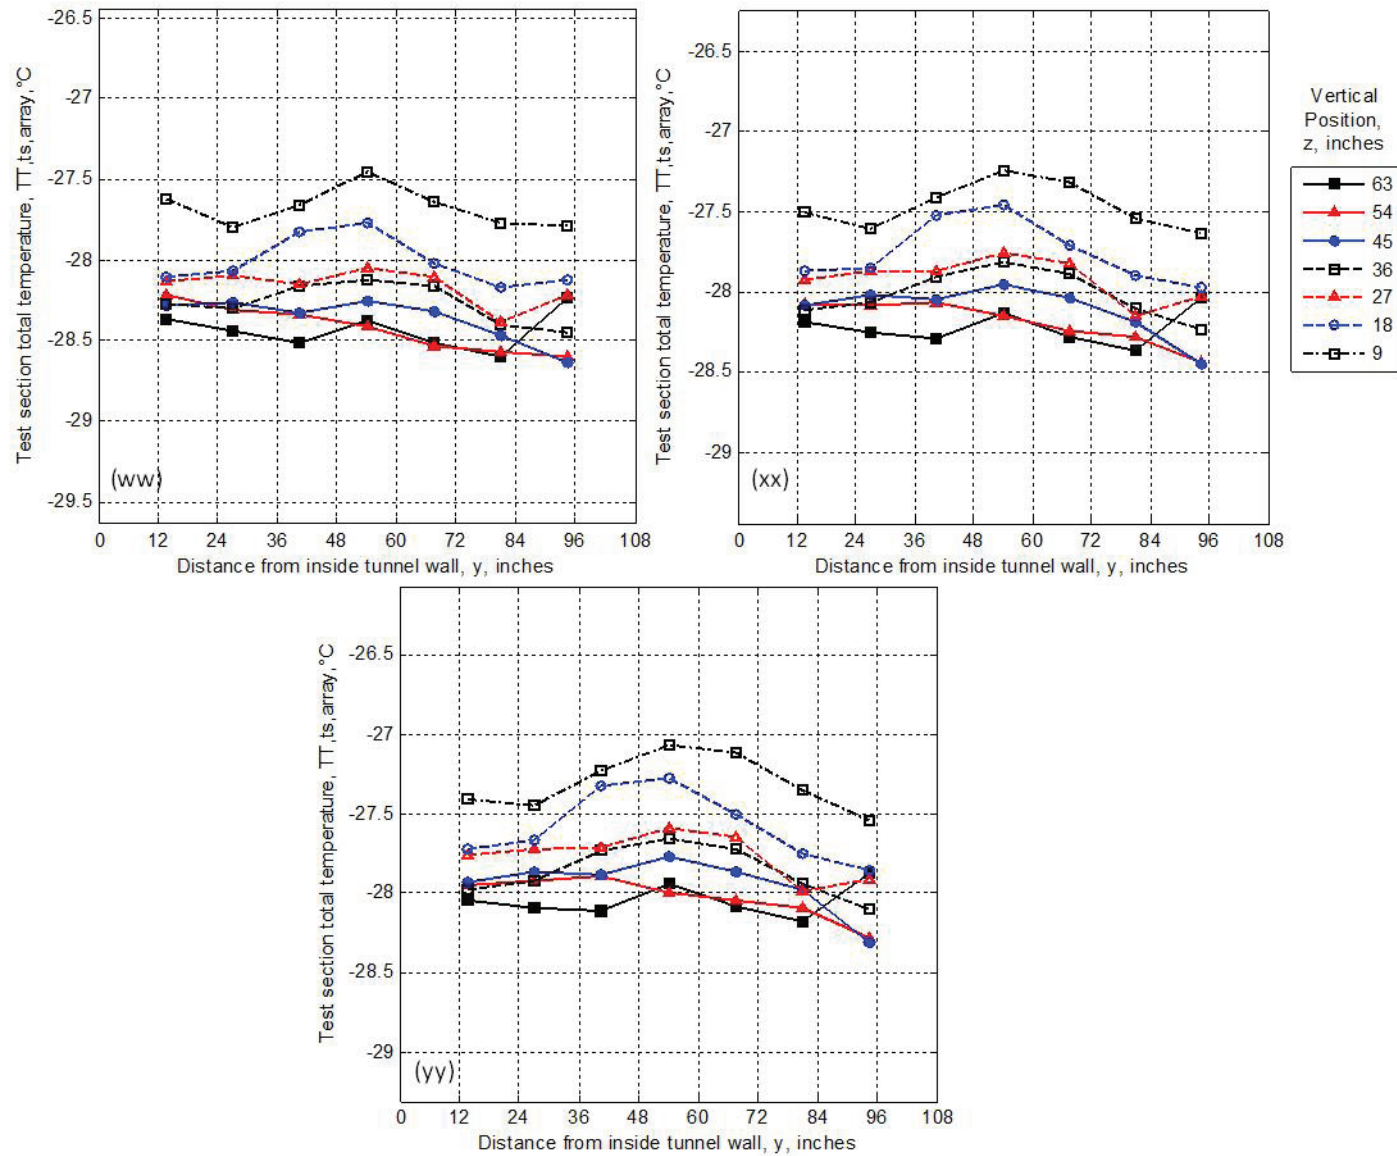 Test section total temperature, TT,ts,array,°C
-26.5
-27
-27.5
-28
-28.5
-29
-29.5
(ww)
0 12 24 36 48 60 72 84 96 108
Distance from inside tunnel wall, y, inches
Test section total temperature, TT,ts,array,°C
-26.5
-27
-27.5
-28
-28.5
-29
(xx)
0 12 24 36 48 60 72 84 96 108
Distance from inside tunnel wall, y, inches
Vertical
Position,
z, inches
63
54
45
36
27
18
9
Test section total temperature, TT,ts,array,°C
-26.5
-27
-27.5
-28
-28.5
-29
(yy)
0 12 24 36 48 60 72 84 96 108
Distance from inside tunnel wall, y, inches